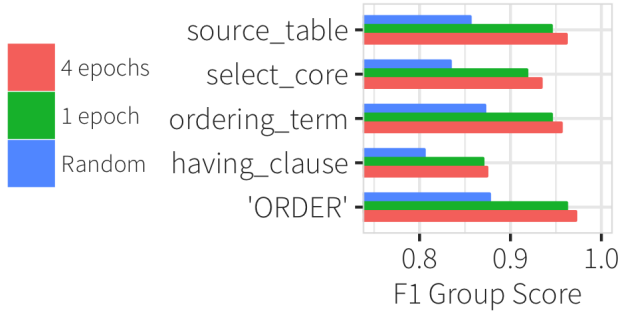 4 epochs
1 epoch
Random
source_table
select_core
ordering_term
having_clause
'ORDER'
0.8 0.9 1.0
F1 Group Score